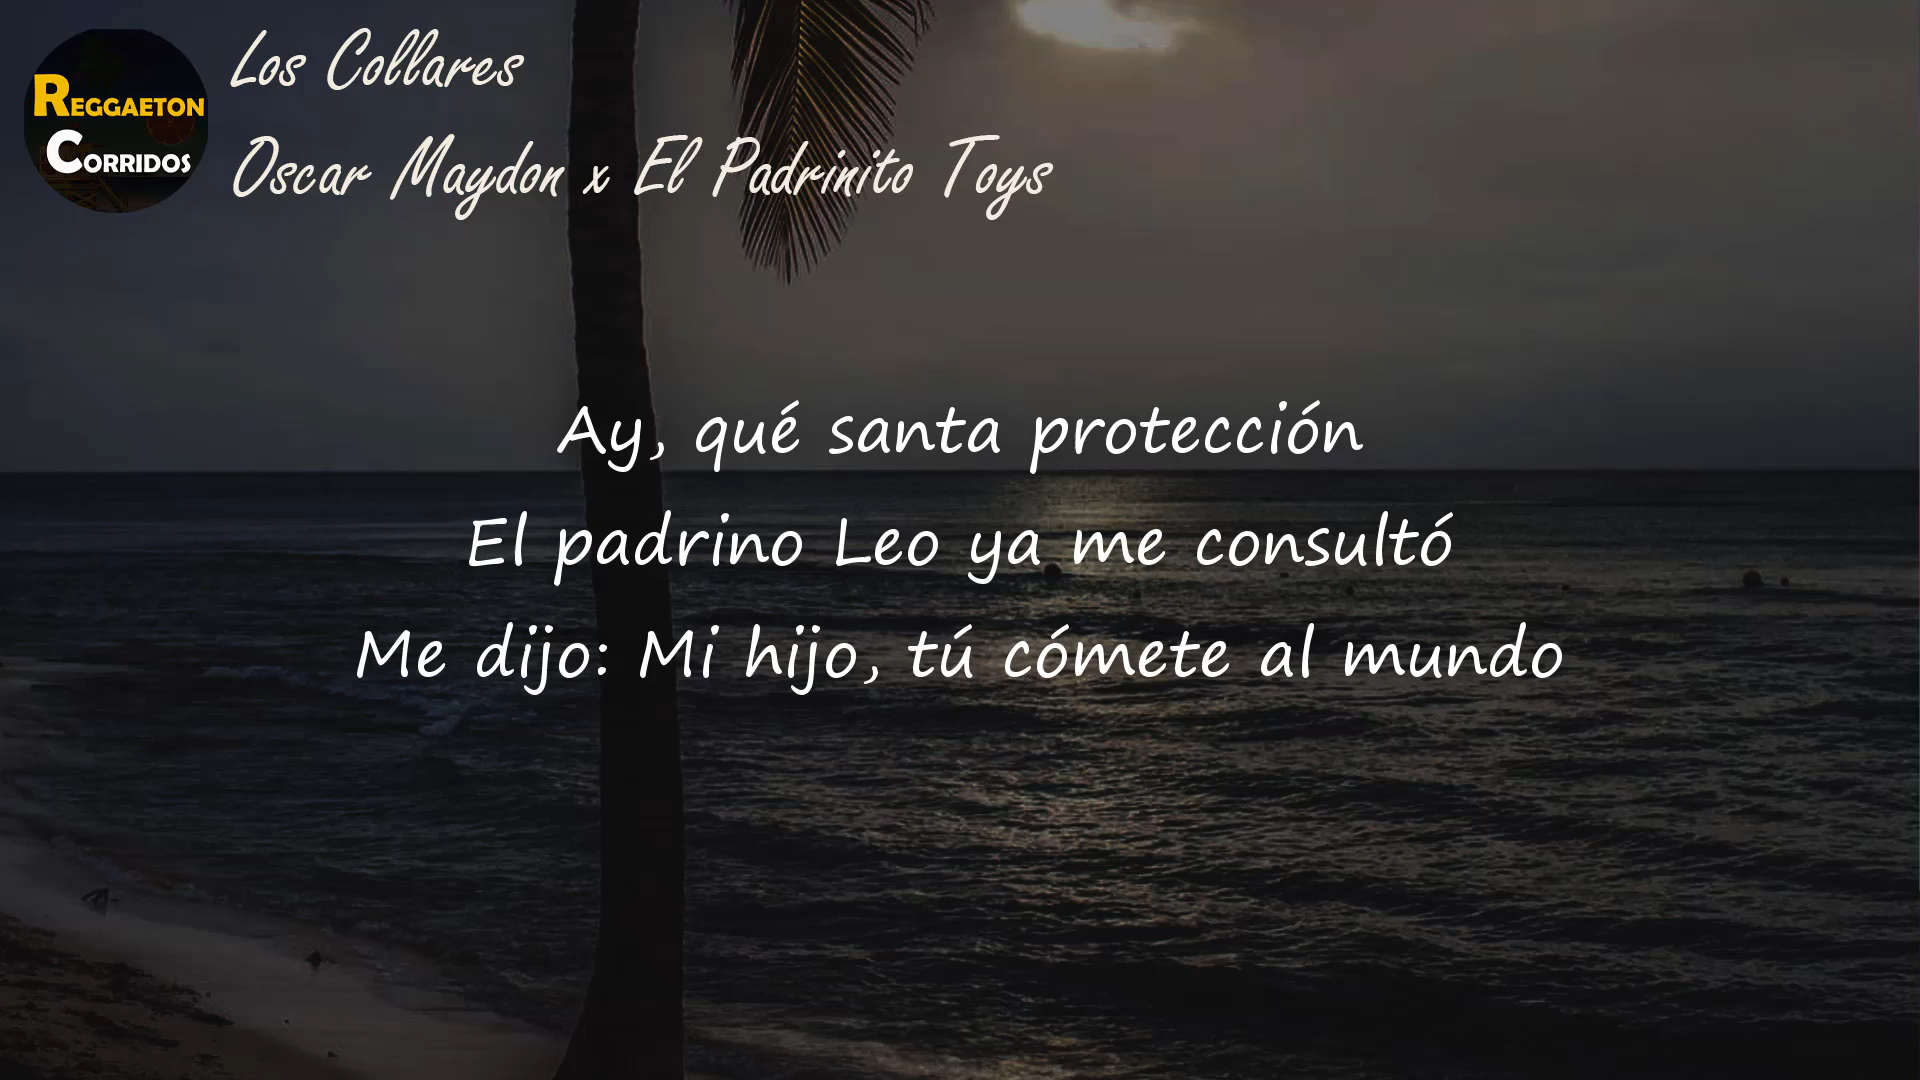 Los Collares
REGGAETON
CORRIDOS
Oscar Maydon x El Padrinito Toys
Ay, qué santa protección
El padrino Leo ya me consultó
Me dijo: Mi hijo, tú cómete al mundo